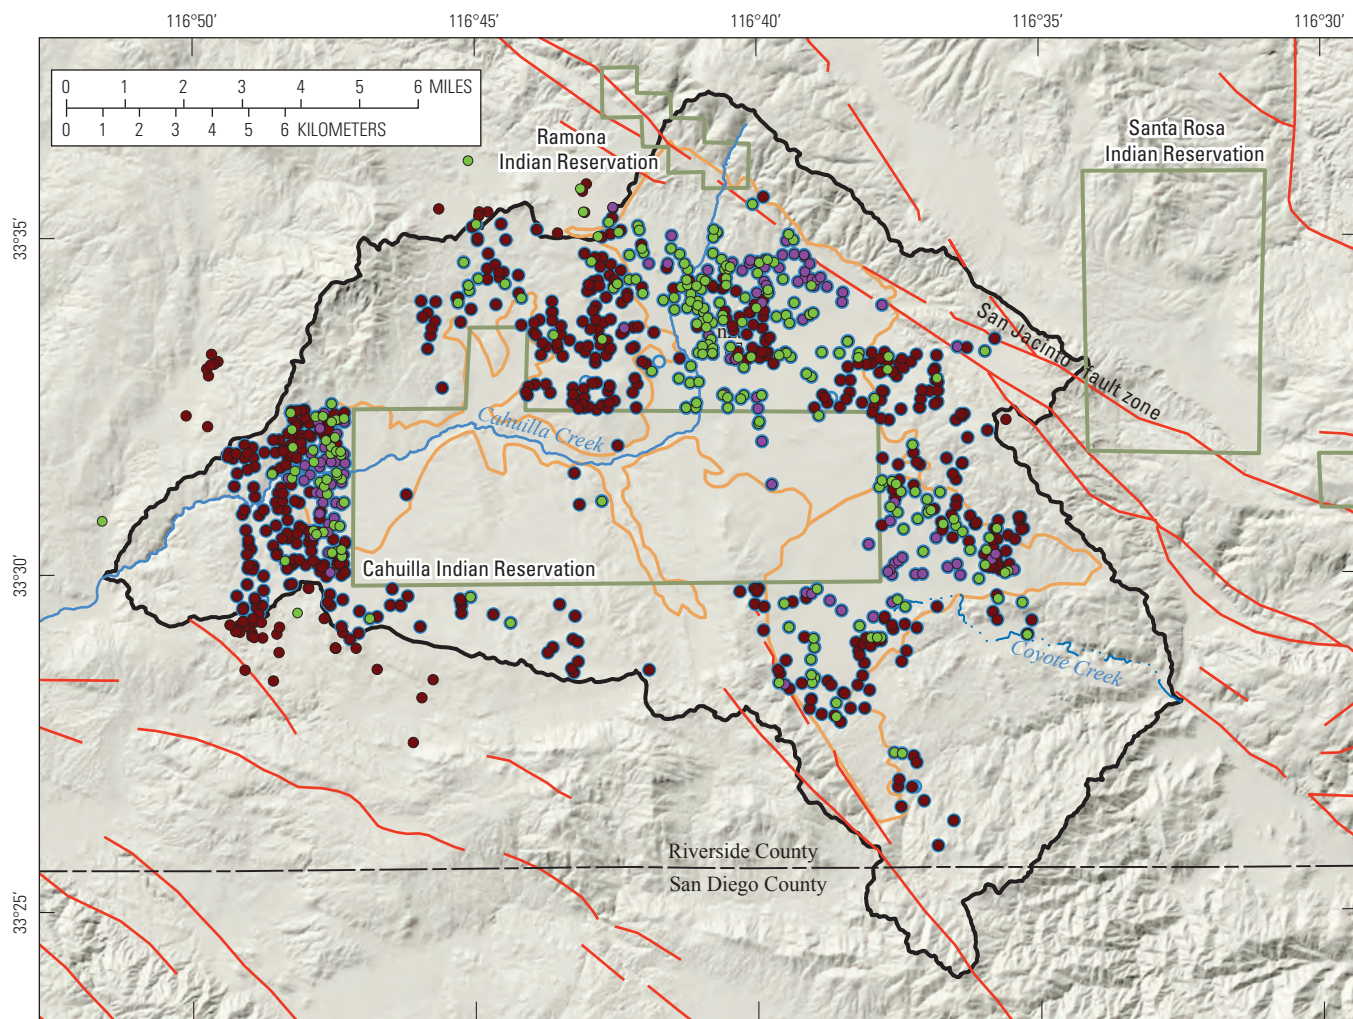 116°50′ 116°45′ 116°40′ 116°35′ 116°30′
0 1 2 3 4 5 6 MILES
0 1 2 3 4 5 6 KILOMETERS
Ramona
Indian Reservation
Santa Rosa
Indian Reservation
33°35′
San Jacinto fault zone
Cahuilla Creek
33°30′
Cahuilla Indian Reservation
Coyote Creek
Riverside County
San Diego County
33°25′